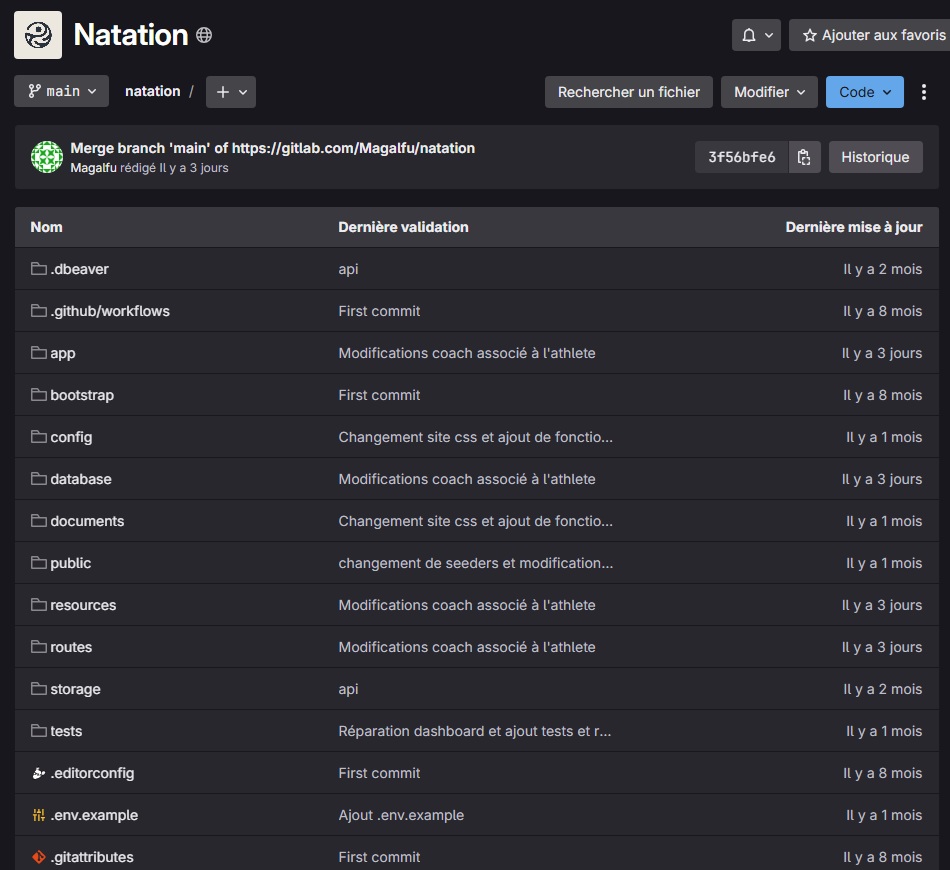 Natation
Ajouter aux favoris
main
natation /
Rechercher un fichier
Modifier
Code
Merge branch 'main' of https://gitlab.com/Magalfu/natation
Magalfu rédigé Il y a 3 jours
3f56bfe6
Historique
Nom Dernière validation Dernière mise à jour
.dbeaver api Il y a 2 mois
.github/workflows First commit Il y a 8 mois
app Modifications coach associé à l'athlete Il y a 3 jours
bootstrap First commit Il y a 8 mois
config Changement site css et ajout de fonctio... Il y a 1 mois
database Modifications coach associé à l'athlete Il y a 3 jours
documents Changement site css et ajout de fonctio... Il y a 1 mois
public changement de seeders et modification... Il y a 1 mois
resources Modifications coach associé à l'athlete Il y a 3 jours
routes Modifications coach associé à l'athlete Il y a 3 jours
storage api Il y a 2 mois
tests Réparation dashboard et ajout tests et r... Il y a 1 mois
.editorconfig First commit Il y a 8 mois
.env.example Ajout .env.example Il y a 1 mois
.gitattributes First commit Il y a 8 mois